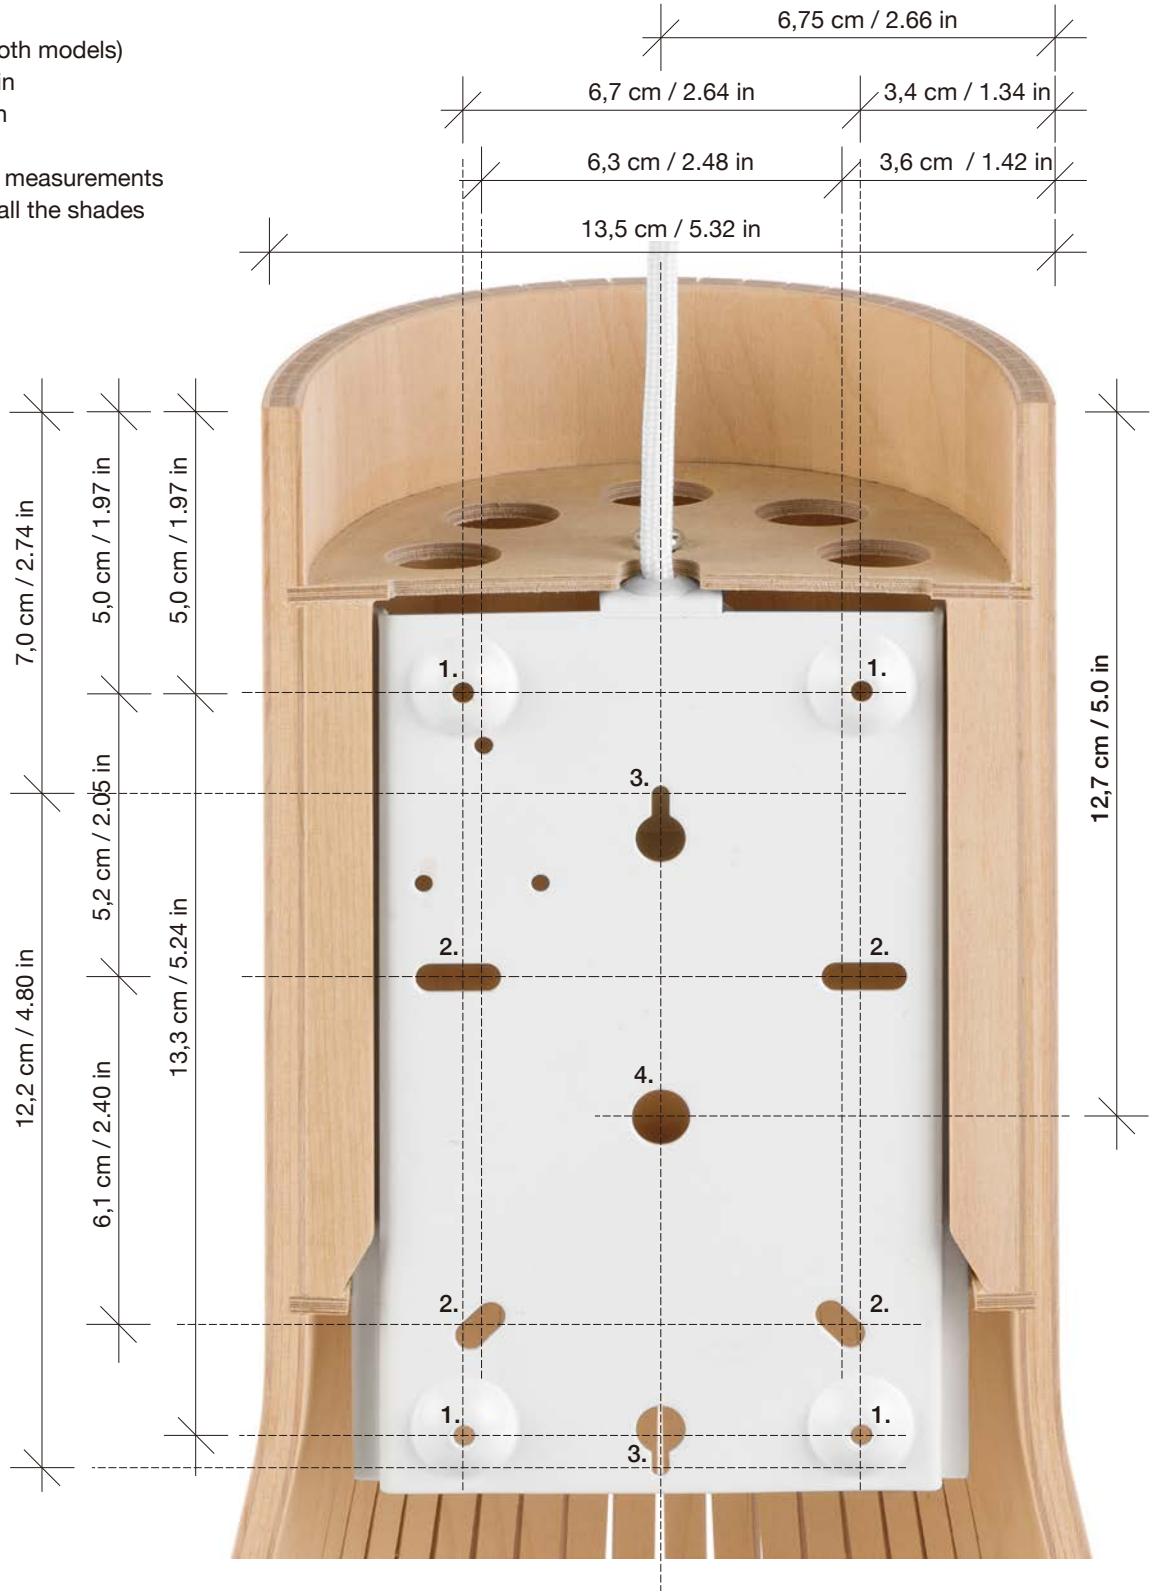 6,75 cm / 2.66 in
oth models)
in
6,7 cm / 2.64 in
3,4 cm / 1.34 in
measurements
all the shades
6,3 cm / 2.48 in
3,6 cm / 1.42 in
13,5 cm / 5.32 in
7,0 cm / 2.74 in
5,0 cm / 1.97 in
5,0 cm / 1.97 in
1.
1.
12,7 cm / 5.0 in
3.
5,2 cm / 2.05 in
2.
2.
12,2 cm / 4.80 in
13,3 cm / 5.24 in
4.
6,1 cm / 2.40 in
2.
2.
1.
1.
3.